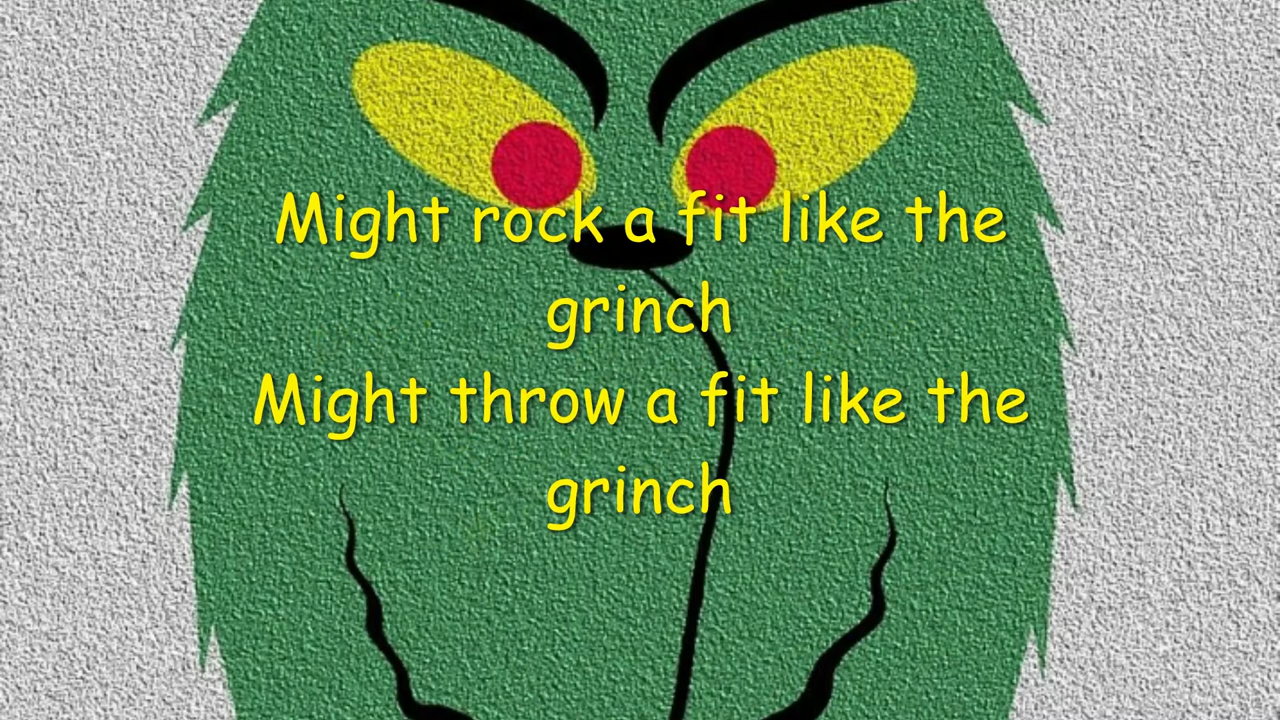 Might rock a fit like the
grinch
Might throw a fit like the
grinch